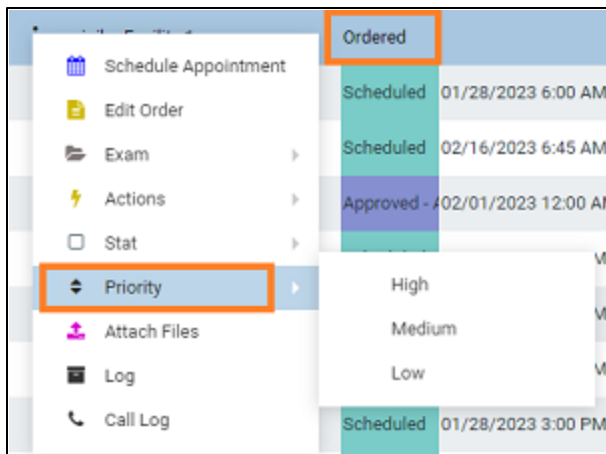 Ordered
Schedule Appointment
Scheduled 01/28/2023 6:00 AM
Edit Order
Exam
Scheduled 02/16/2023 6:45 AM
Actions
Approved - 02/01/2023 12:00 A
Stat
Priority
High
Medium
Attach Files
Low
Log
Call Log
Scheduled 01/28/2023 3:00 PM